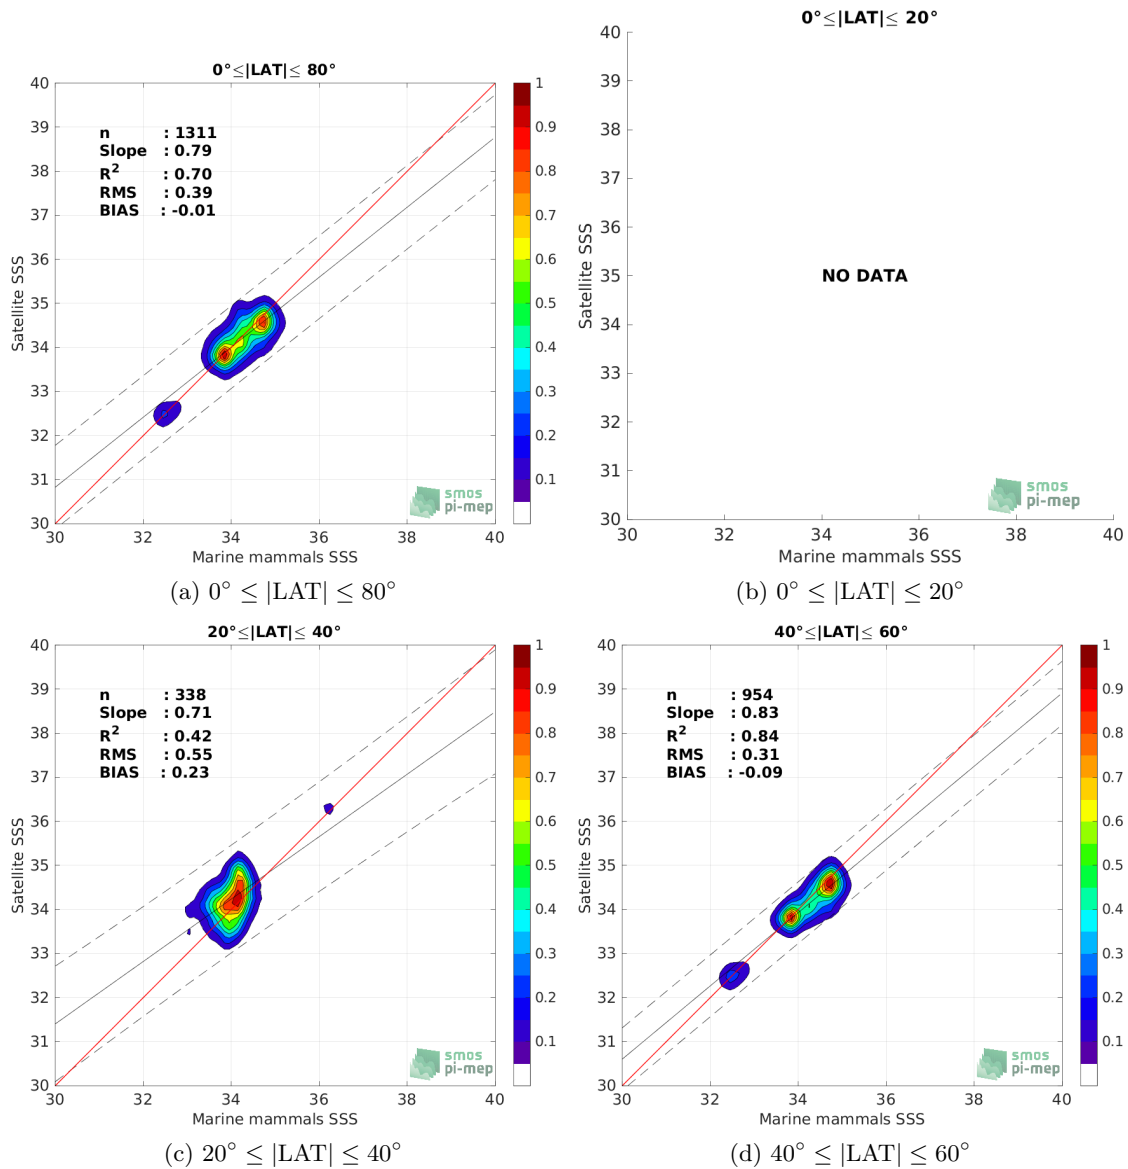 0°≤|LAT|≤ 80°
40
39
38
37
36
35
34
33
32
31
30
n : 1311
Slope : 0.79
R² : 0.70
RMS : 0.39
BIAS : -0.01
Satellite SSS
smos
pi-mep
30 32 34 36 38 40
Marine mammals SSS
1
0.9
0.8
0.7
0.6
0.5
0.4
0.3
0.2
0.1
(a) 0° ≤ |LAT| ≤ 80°
0°≤|LAT|≤ 20°
40
39
38
37
36
35
34
33
32
31
30
Satellite SSS
NO DATA
smos
pi-mep
30 32 34 36 38 40
Marine mammals SSS
(b) 0° ≤ |LAT| ≤ 20°
20°≤|LAT|≤ 40°
40
39
38
37
36
35
34
33
32
31
30
n : 338
Slope : 0.71
R² : 0.42
RMS : 0.55
BIAS : 0.23
Satellite SSS
smos
pi-mep
30 32 34 36 38 40
Marine mammals SSS
1
0.9
0.8
0.7
0.6
0.5
0.4
0.3
0.2
0.1
(c) 20° ≤ |LAT| ≤ 40°
40°≤|LAT|≤ 60°
40
39
38
37
36
35
34
33
32
31
30
n : 954
Slope : 0.83
R² : 0.84
RMS : 0.31
BIAS : -0.09
Satellite SSS
smos
pi-mep
30 32 34 36 38 40
Marine mammals SSS
1
0.9
0.8
0.7
0.6
0.5
0.4
0.3
0.2
0.1
(d) 40° ≤ |LAT| ≤ 60°